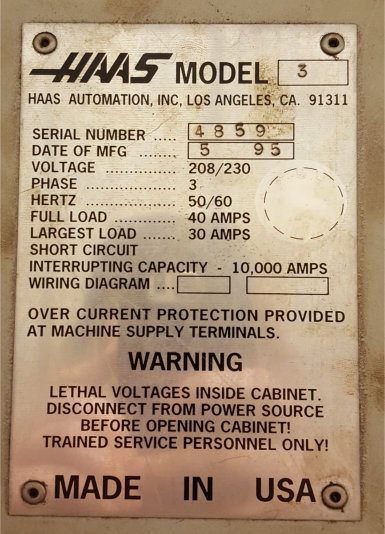 HAAS MODEL 3
HAAS AUTOMATION, INC, LOS ANGELES, CA. 91311
SERIAL NUMBER ..... 4859
DATE OF MFG ....... 5 95
VOLTAGE ................ 208/230
PHASE .................... 3
HERTZ .................... 50/60
FULL LOAD ............. 40 AMPS
LARGEST LOAD ....... 30 AMPS
SHORT CIRCUIT
INTERRUPTING CAPACITY - 10,000 AMPS
WIRING DIAGRAM ....
OVER CURRENT PROTECTION PROVIDED
AT MACHINE SUPPLY TERMINALS.
WARNING
LETHAL VOLTAGES INSIDE CABINET.
DISCONNECT FROM POWER SOURCE
BEFORE OPENING CABINET!
TRAINED SERVICE PERSONNEL ONLY!
MADE IN USA